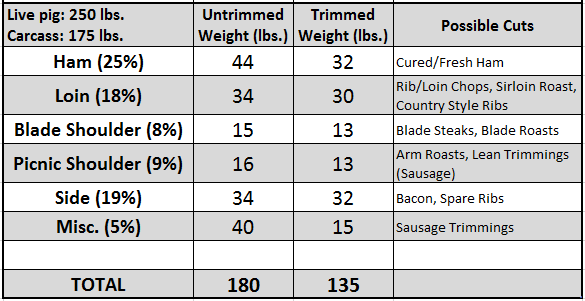 Live pig: 250 lbs.
Carcass: 175 lbs.
Untrimmed
Weight (lbs.)
Trimmed
Weight (lbs.)
Possible Cuts
Ham (25%) 44 32 Cured/Fresh Ham
Loin (18%) 34 30 Rib/Loin Chops, Sirloin Roast,
Country Style Ribs
Blade Shoulder (8%) 15 13 Blade Steaks, Blade Roasts
Picnic Shoulder (9%) 16 13 Arm Roasts, Lean Trimmings
(Sausage)
Side (19%) 34 32 Bacon, Spare Ribs
Misc. (5%) 40 15 Sausage Trimmings
TOTAL 180 135